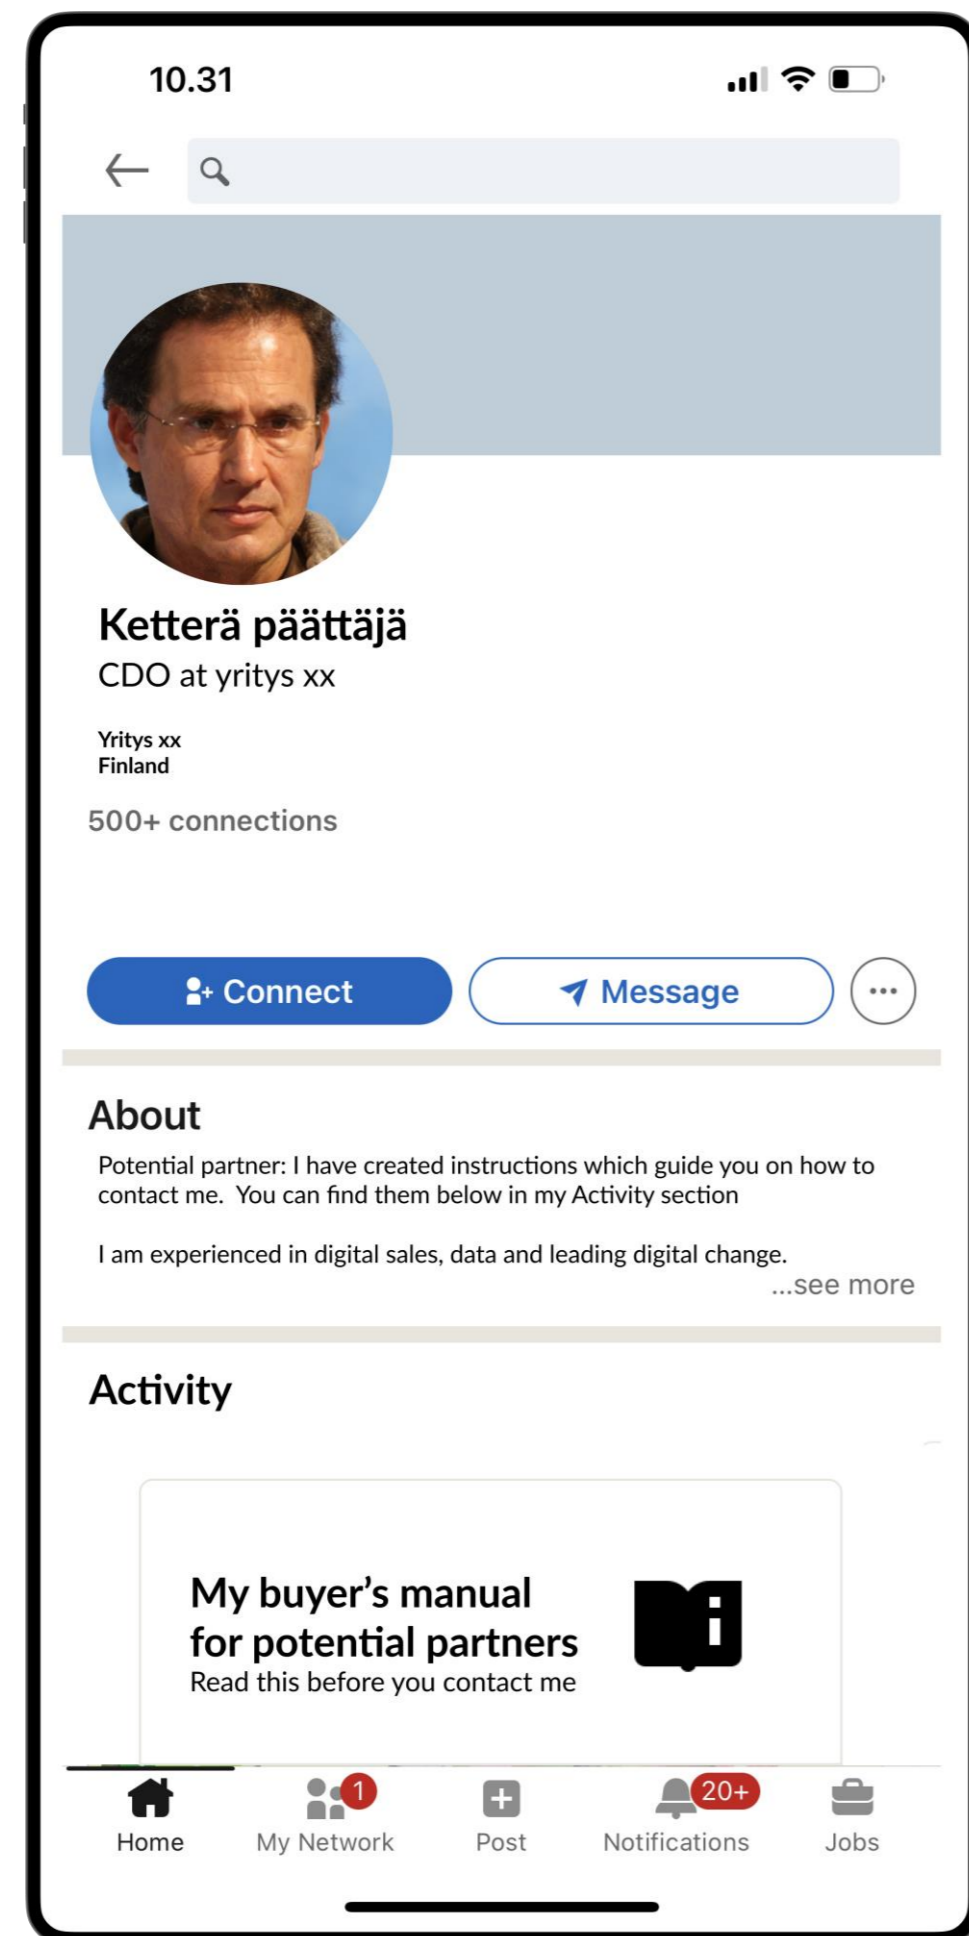 10.31
Ketterä päättäjä
CDO at yritys xx
Yritys xx
Finland
500+ connections
Connect
Message
About
Potential partner: I have created instructions which guide you on how to
contact me.  You can find them below in my Activity section
I am experienced in digital sales, data and leading digital change.
...see more
Activity
My buyer’s manual
for potential partners
Read this before you contact me
i
1
20+
Home
My Network
Post
Notifications
Jobs